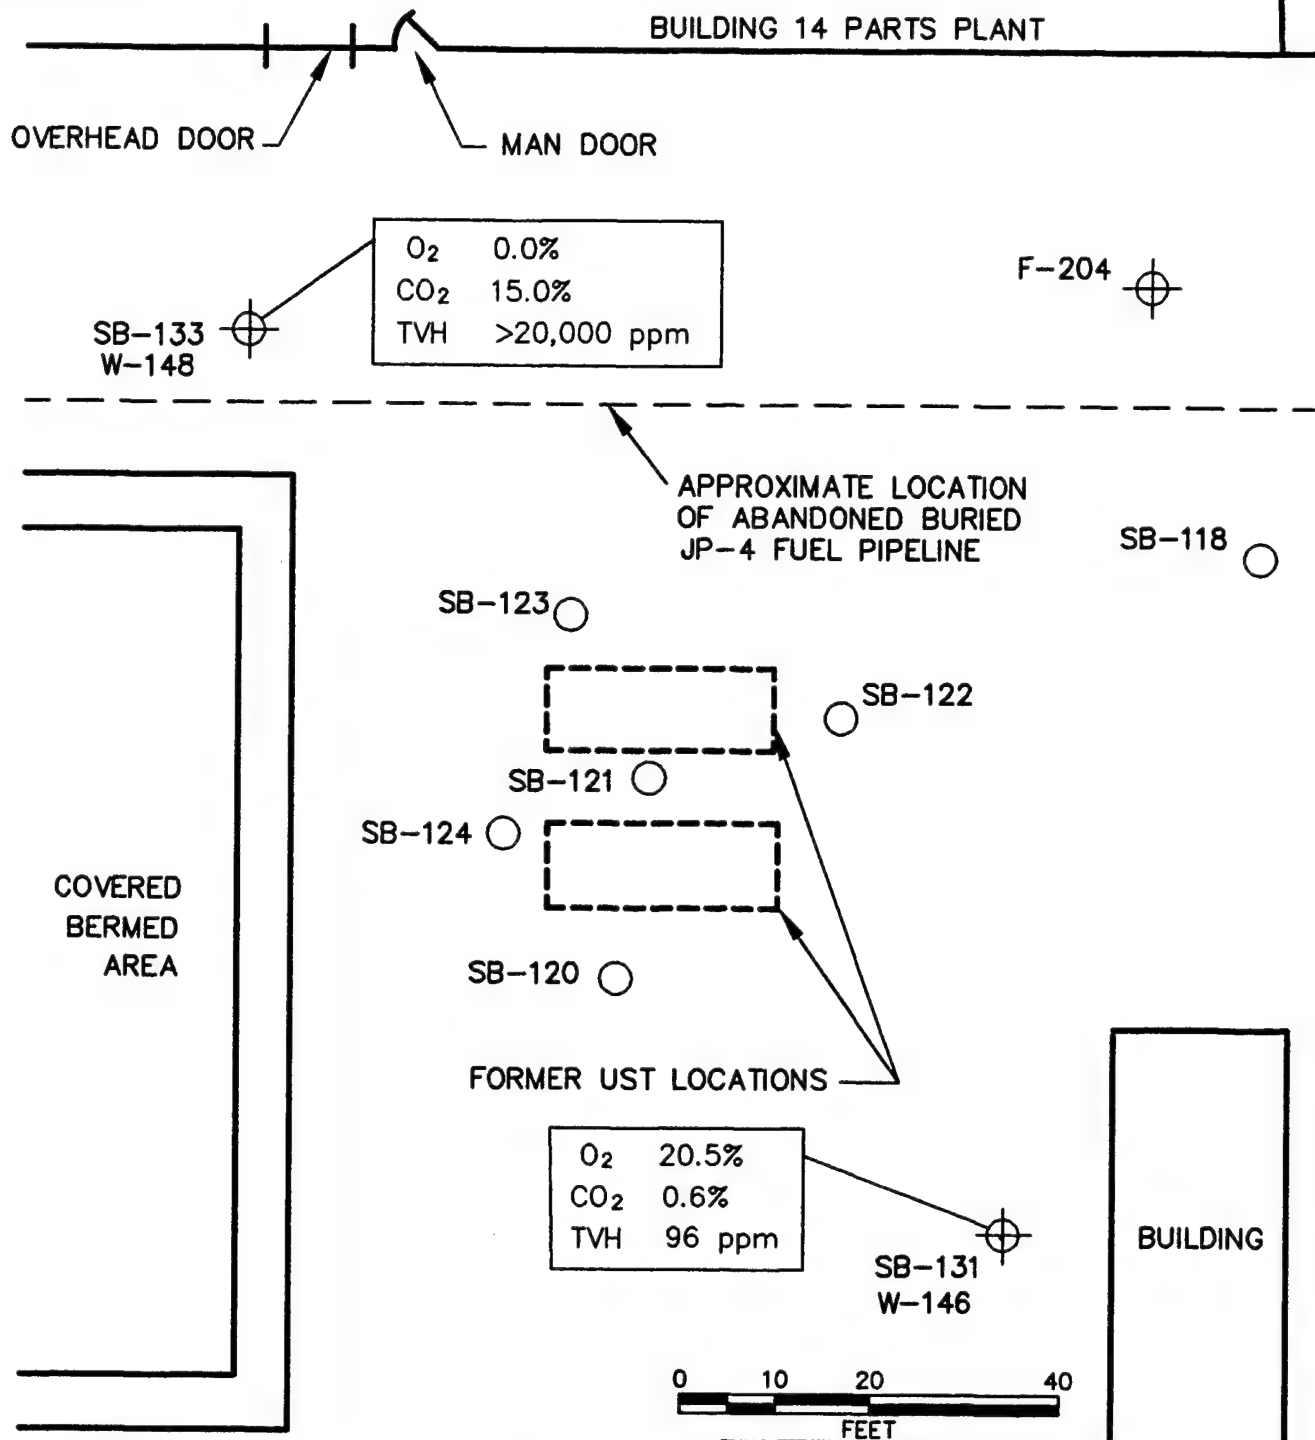 BUILDING 14 PARTS PLANT
OVERHEAD DOOR
MAN DOOR
O2 0.0%
CO2 15.0%
TVH >20,000 ppm
F-204
SB-133
W-148
APPROXIMATE LOCATION
OF ABANDONED BURIED
JP-4 FUEL PIPELINE
SB-118
SB-123
SB-122
SB-121
SB-124
COVERED
BERMED
AREA
SB-120
FORMER UST LOCATIONS
O2 20.5%
CO2 0.6%
TVH 96 ppm
BUILDING
SB-131
W-146
0 10 20 40
FEET